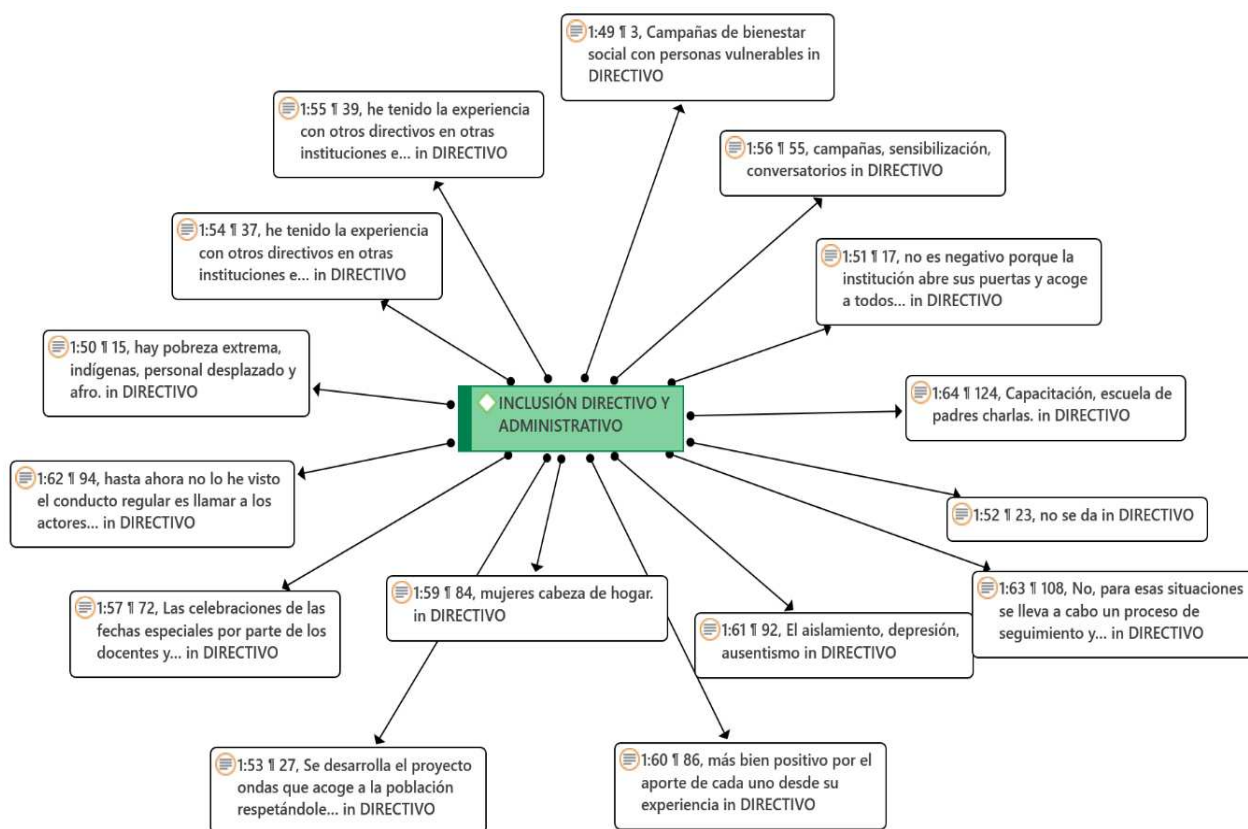 1:49 ¶ 3, Campañas de bienestar
social con personas vulnerables in
DIRECTIVO
1:55 ¶ 39, he tenido la experiencia
con otros directivos en otras
instituciones e... in DIRECTIVO
1:56 ¶ 55, campañas, sensibilización,
conversatorios in DIRECTIVO
1:54 ¶ 37, he tenido la experiencia
con otros directivos en otras
instituciones e... in DIRECTIVO
1:51 ¶ 17, no es negativo porque la
institución abre sus puertas y acoge
a todos... in DIRECTIVO
1:50 ¶ 15, hay pobreza extrema,
indígenas, personal desplazado y
afro. in DIRECTIVO
INCLUSIÓN DIRECTIVO Y
ADMINISTRATIVO
1:64 ¶ 124, Capacitación, escuela de
padres charlas. in DIRECTIVO
1:62 ¶ 94, hasta ahora no lo he visto
el conducto regular es llamar a los
actores... in DIRECTIVO
1:52 ¶ 23, no se da in DIRECTIVO
1:57 ¶ 72, Las celebraciones de las
fechas especiales por parte de los
docentes y... in DIRECTIVO
1:59 ¶ 84, mujeres cabeza de hogar.
in DIRECTIVO
1:61 ¶ 92, El aislamiento, depresión,
ausentismo in DIRECTIVO
1:63 ¶ 108, No, para esas situaciones
se lleva a cabo un proceso de
seguimiento y... in DIRECTIVO
1:53 ¶ 27, Se desarrolla el proyecto
ondas que acoge a la población
respetándole... in DIRECTIVO
1:60 ¶ 86, más bien positivo por el
aporte de cada uno desde su
experiencia in DIRECTIVO